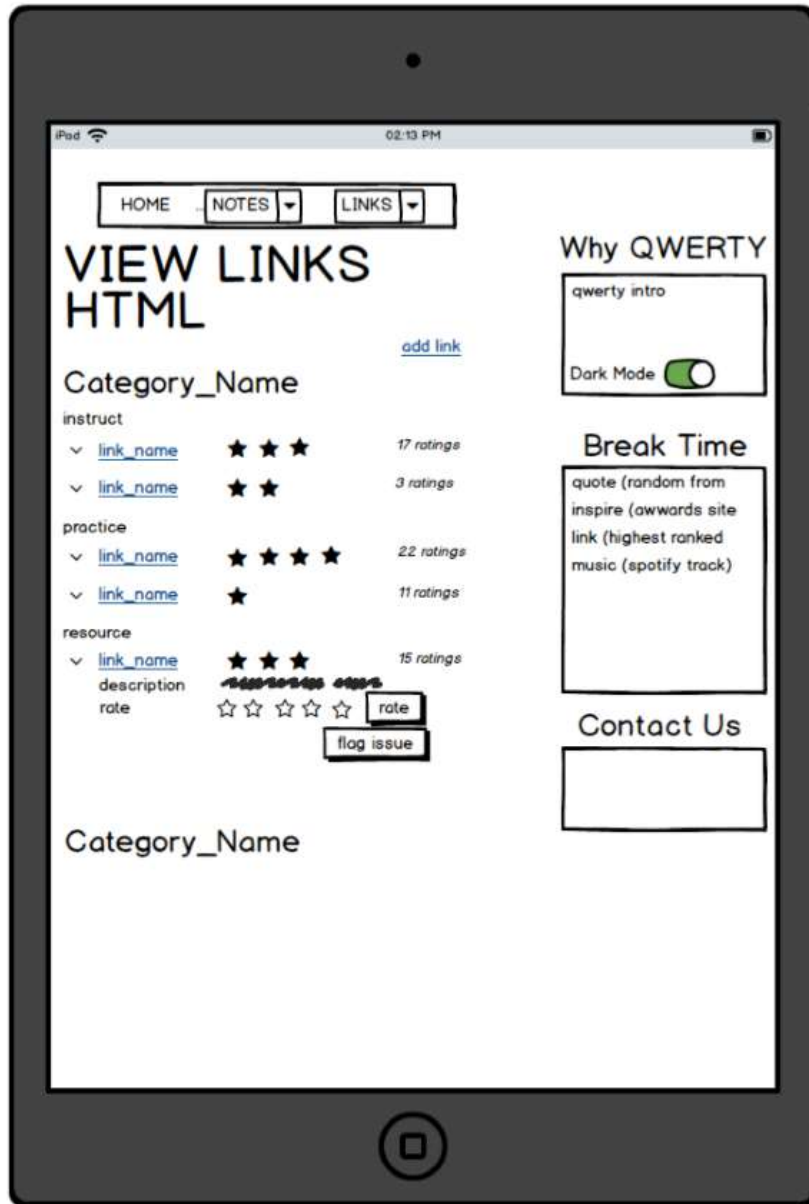 iPad 02:13 PM
HOME .. NOTES LINKS
VIEW LINKS
HTML
add link
Category_Name
instruct
link_name 17 ratings
link_name 3 ratings
practice
link_name 22 ratings
link_name 11 ratings
resource
link_name 15 ratings
description
rate rate
flag issue
Category_Name
Why QWERTY
qwerty intro
Dark Mode
Break Time
quote (random from
inspire (awwards site
link (highest ranked
music (spotify track)
Contact Us